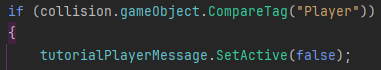 if (collision.gameObject.CompareTag("Player"))
{
    tutorialPlayerMessage.SetActive(false);